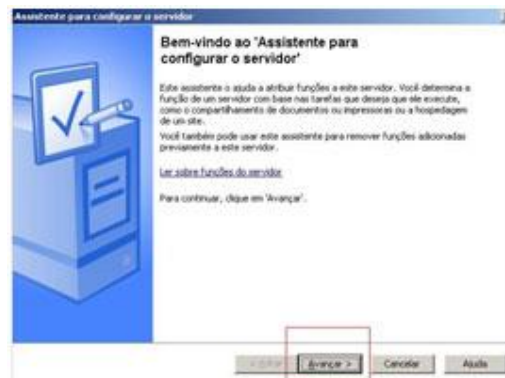 Assistente para configurar o servidor
Bem-vindo ao 'Assistente para
configurar o servidor'
Este assistente o ajuda a atribuir funções a este servidor. Você determina a
função de um servidor com base nas tarefas que deseja que ele execute,
como o compartilhamento de documentos ou impressoras ou a hospedagem
de um site.
Você também pode usar este assistente para remover funções adicionadas
previamente a este servidor.
Ler sobre funções do servidor
Para continuar, clique em 'Avançar'.
Avançar > Cancelar Ajuda